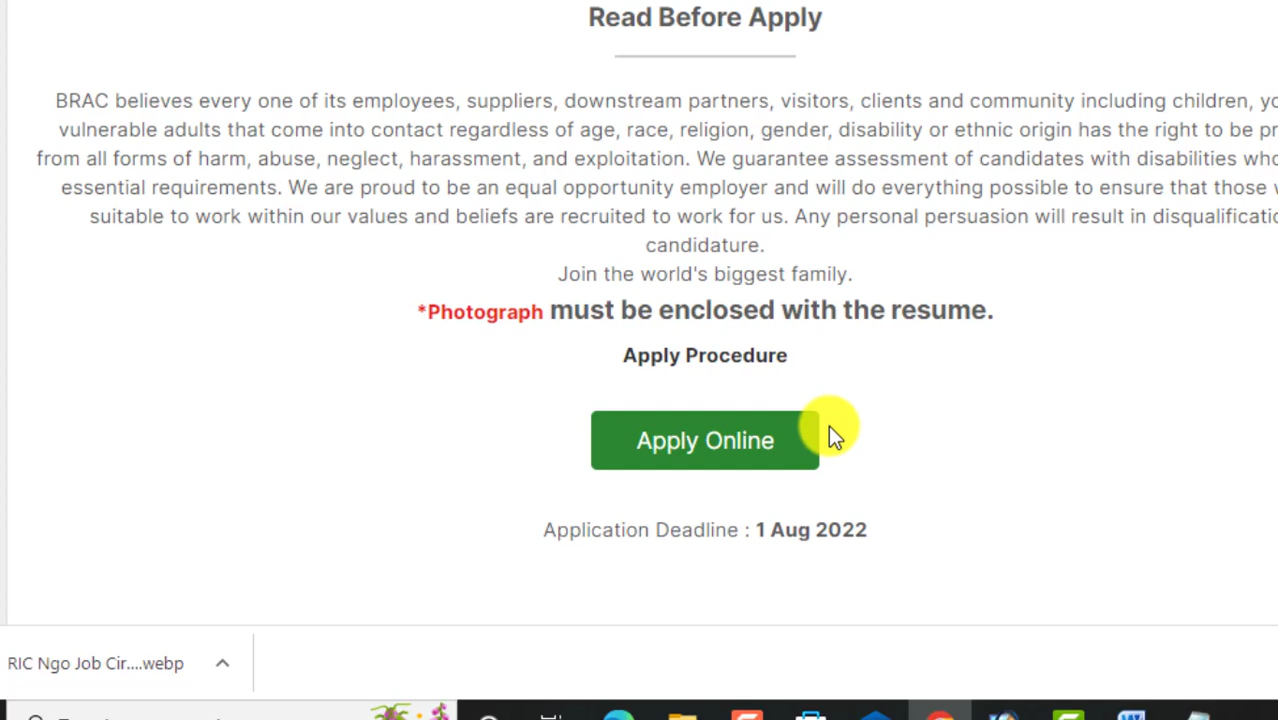 Read Before Apply
BRAC believes every one of its employees, suppliers, downstream partners, visitors, clients and community including children,
vulnerable adults that come into contact regardless of age, race, religion, gender, disability or ethnic origin has the right to be
from all forms of harm, abuse, neglect, harassment, and exploitation. We guarantee assessment of candidates with disabilities
essential requirements. We are proud to be an equal opportunity employer and will do everything possible to ensure that those
suitable to work within our values and beliefs are recruited to work for us. Any personal persuasion will result in
candidature.
Join the world's biggest family.
*Photograph must be enclosed with the resume.
Apply Procedure
Apply Online
Application Deadline : 1 Aug 2022
RIC Ngo Job Cir....webp